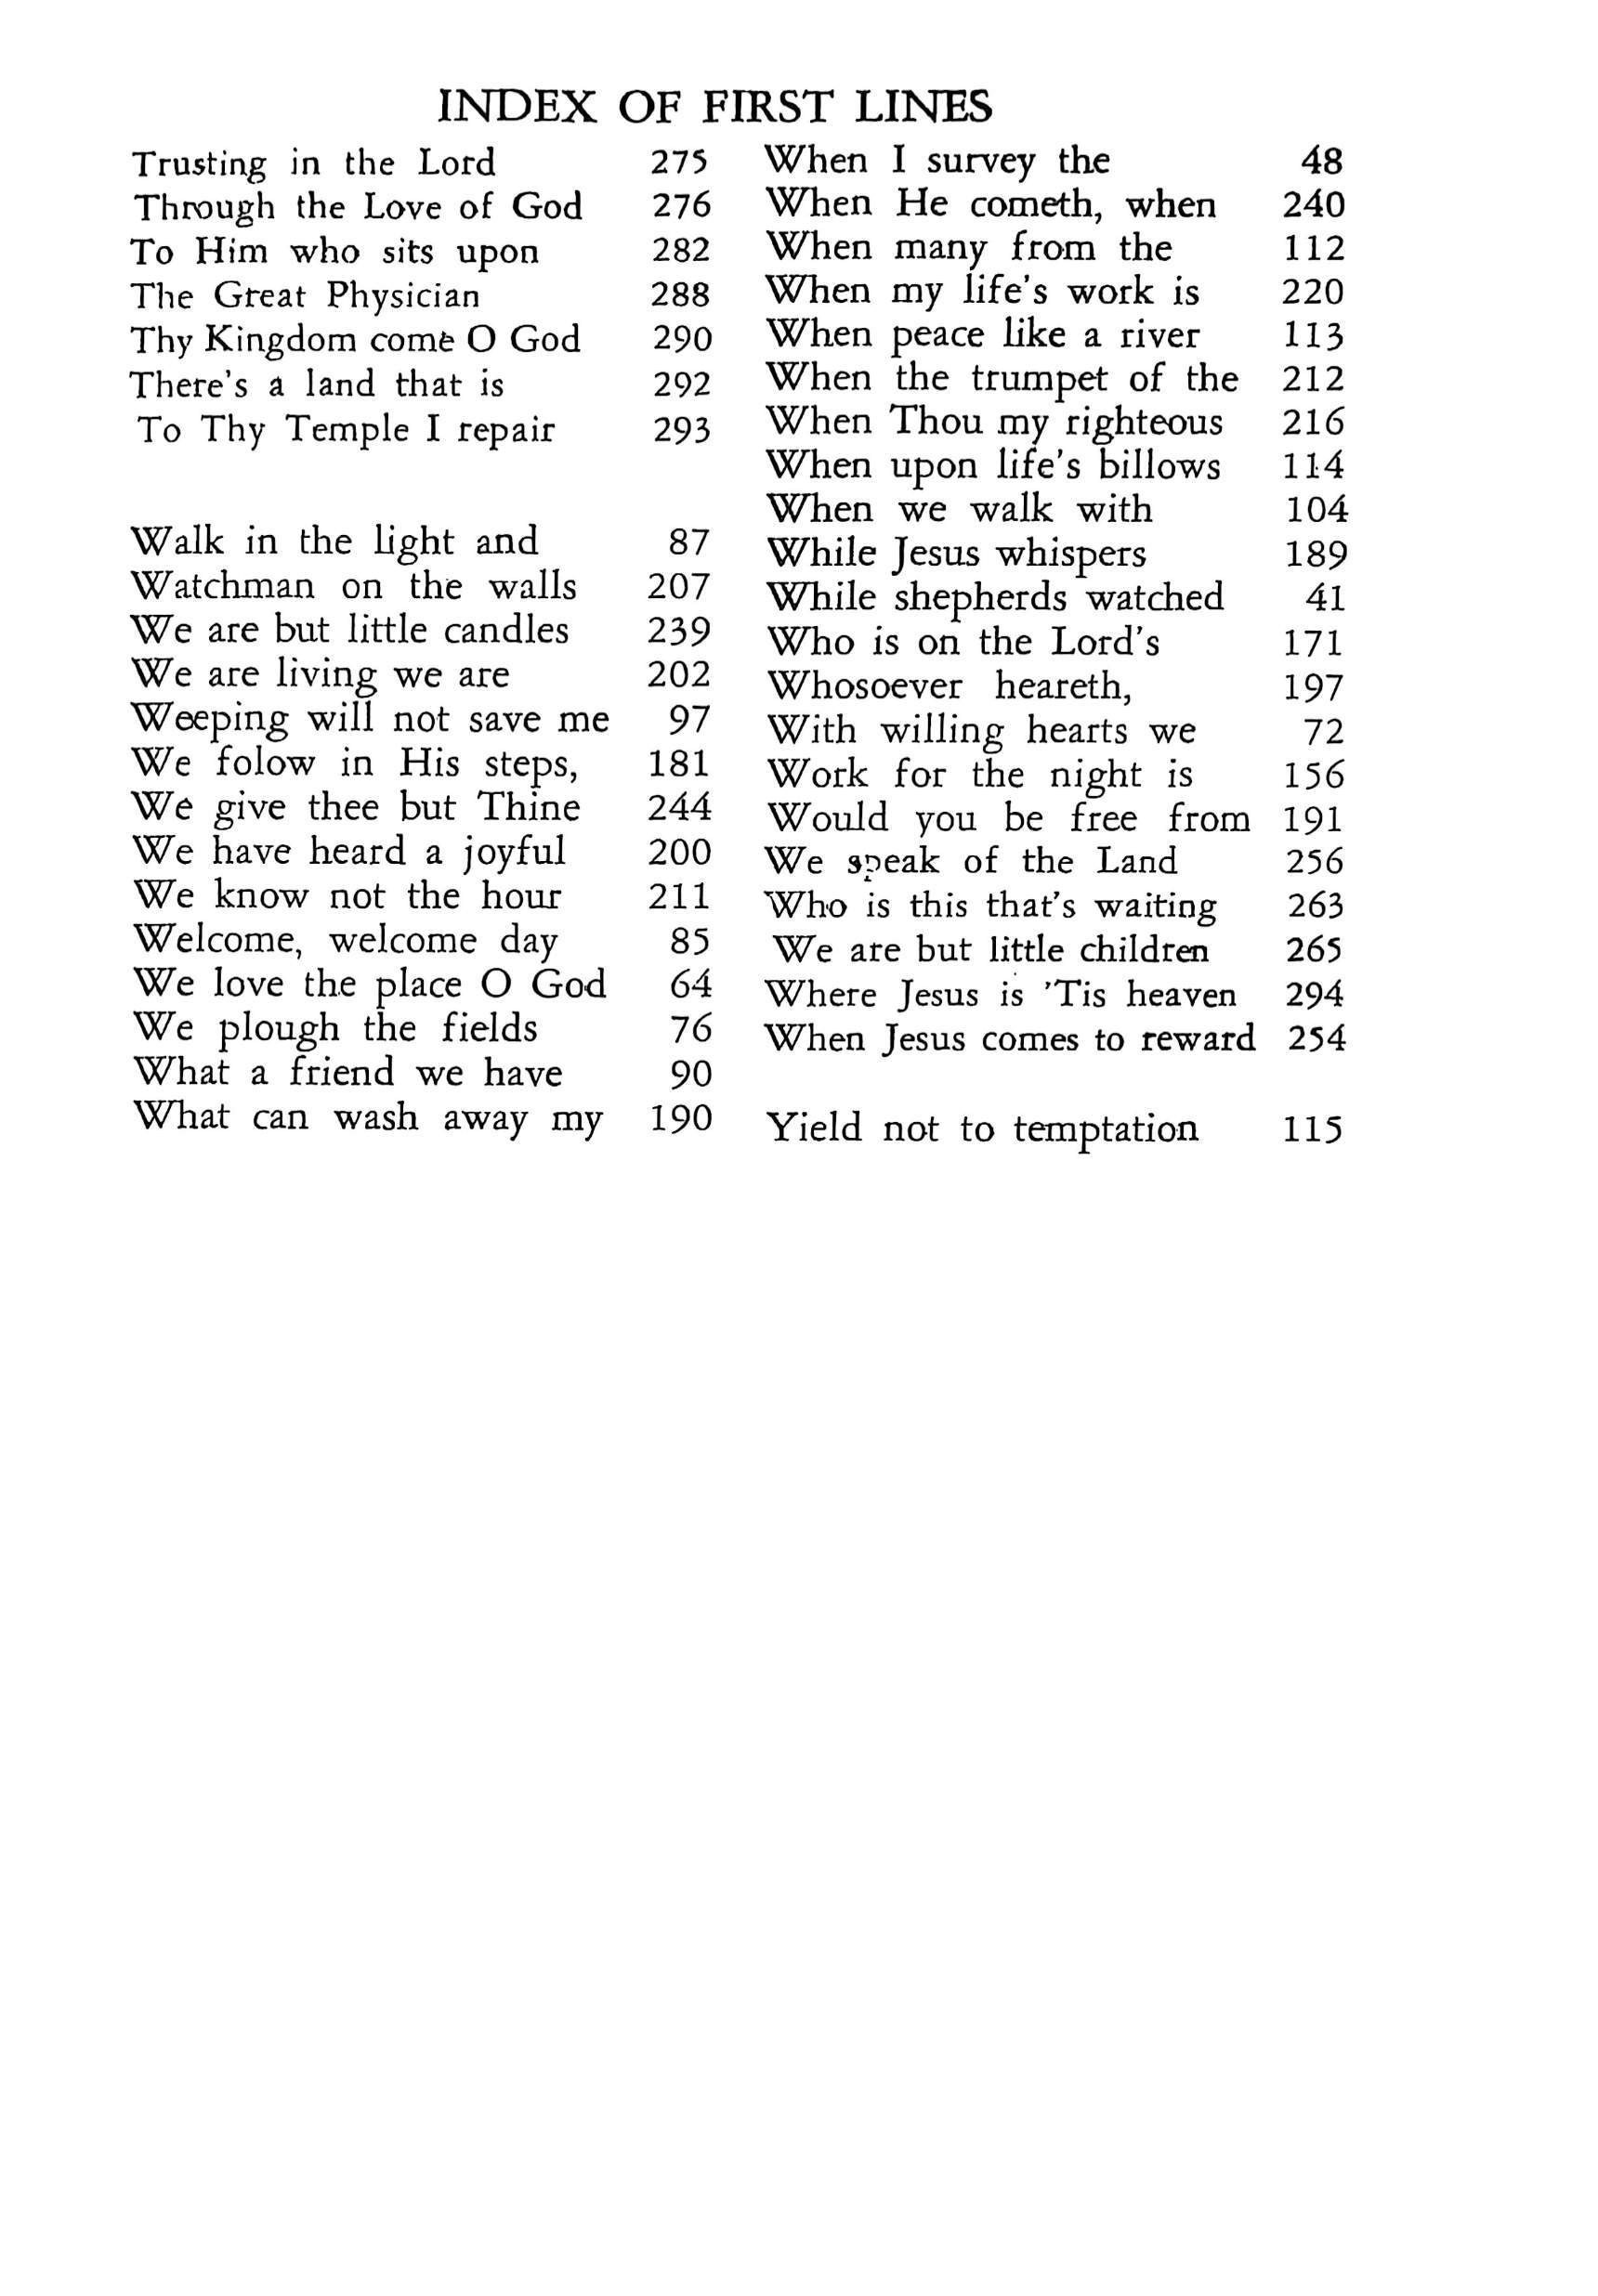 INDEX OF FIRST LINES
Trusting in the Lord 275
Through the Love of God 276
To Him who sits upon 282
The Great Physician 288
Thy Kingdom come O God 290
There's a land that is 292
To Thy Temple I repair 293
Walk in the light and 87
Watchman on the walls 207
We are but little candles 239
We are living we are 202
Weeping will not save me 97
We folow in His steps, 181
We give thee but Thine 244
We have heard a joyful 200
We know not the hour 211
Welcome, welcome day 85
We love the place O God 64
We plough the fields 76
What a friend we have 90
What can wash away my 190
When I survey the 48
When He cometh, when 240
When many from the 112
When my life's work is 220
When peace like a river 113
When the trumpet of the 212
When Thou my righteous 216
When upon life's billows 114
When we walk with 104
While Jesus whispers 189
While shepherds watched 41
Who is on the Lord's 171
Whosoever heareth, 197
With willing hearts we 72
Work for the night is 156
Would you be free from 191
We speak of the Land 256
Who is this that's waiting 263
We are but little children 265
Where Jesus is 'Tis heaven 294
When Jesus comes to reward 254
Yield not to temptation 115